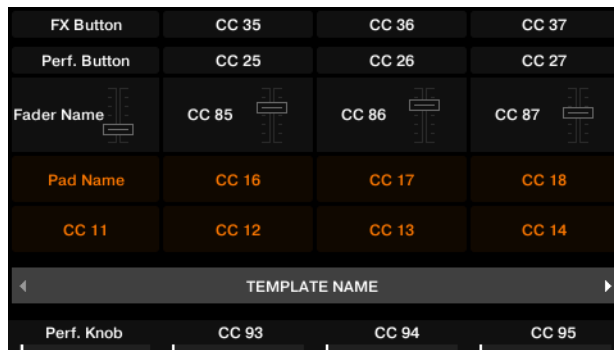 FX Button CC 35 CC 36 CC 37
Perf. Button CC 25 CC 26 CC 27
Fader Name CC 85 CC 86 CC 87
Pad Name CC 16 CC 17 CC 18
CC 11 CC 12 CC 13 CC 14
TEMPLATE NAME
Perf. Knob CC 93 CC 94 CC 95